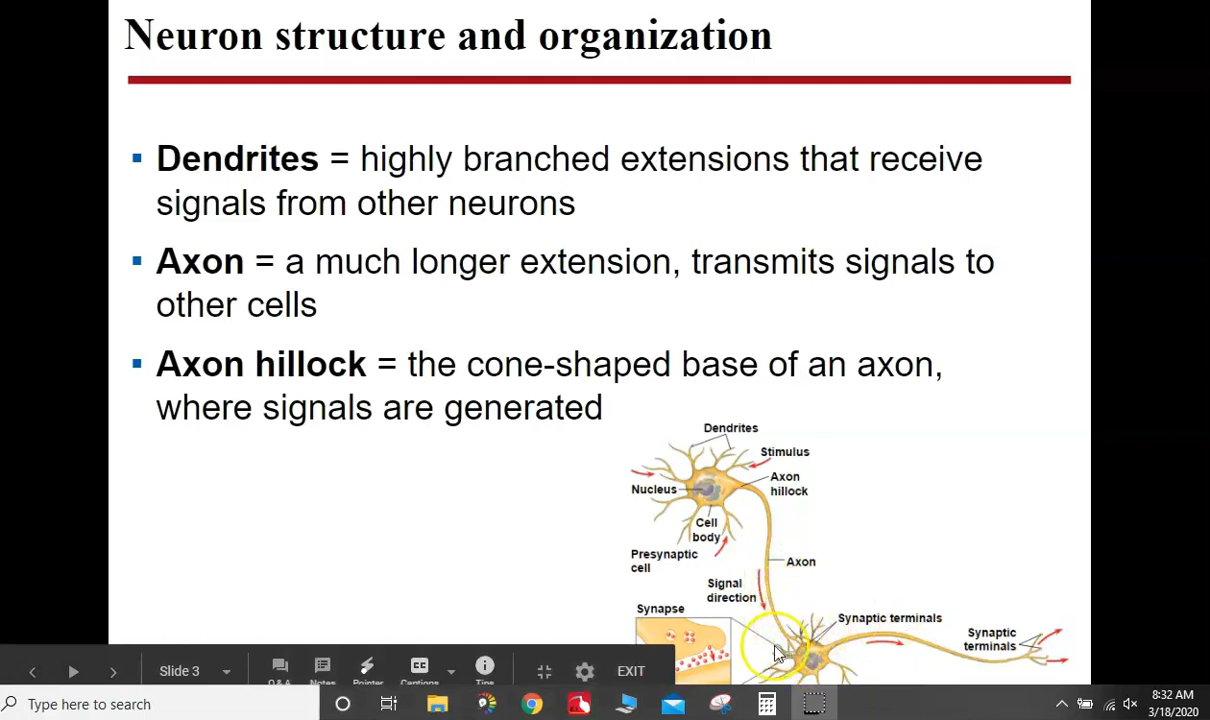 Neuron structure and organization
Dendrites = highly branched extensions that receive
signals from other neurons
Axon = a much longer extension, transmits signals to
other cells
Axon hillock = the cone-shaped base of an axon,
where signals are generated
Dendrites
Stimulus
Axon
hillock
Nucleus
Cell
body
Presynaptic
cell
Axon
Signal
direction
Synapse
Synaptic terminals
Synaptic
terminals
Slide 3
Q & A
Notes
Pointer
Captions
EXIT
Type here to search
8:32 AM
3/18/2020